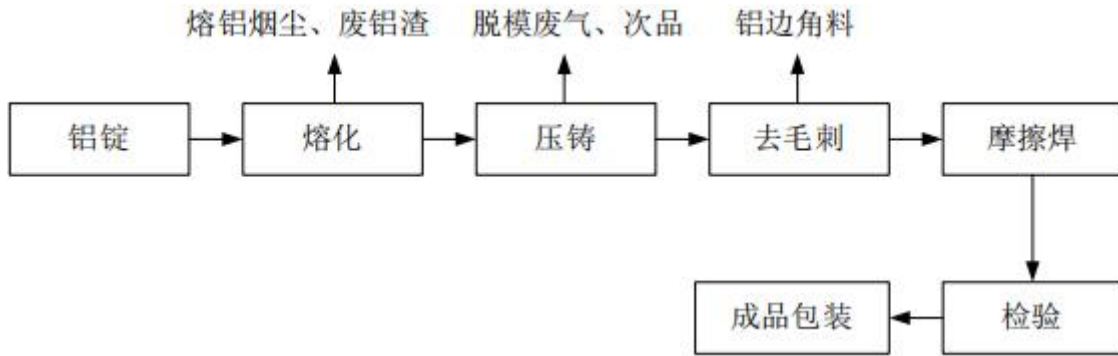 熔铝烟尘、废铝渣
脱模废气、次品
铝边角料
铝锭
熔化
压铸
去毛刺
摩擦焊
成品包装
检验